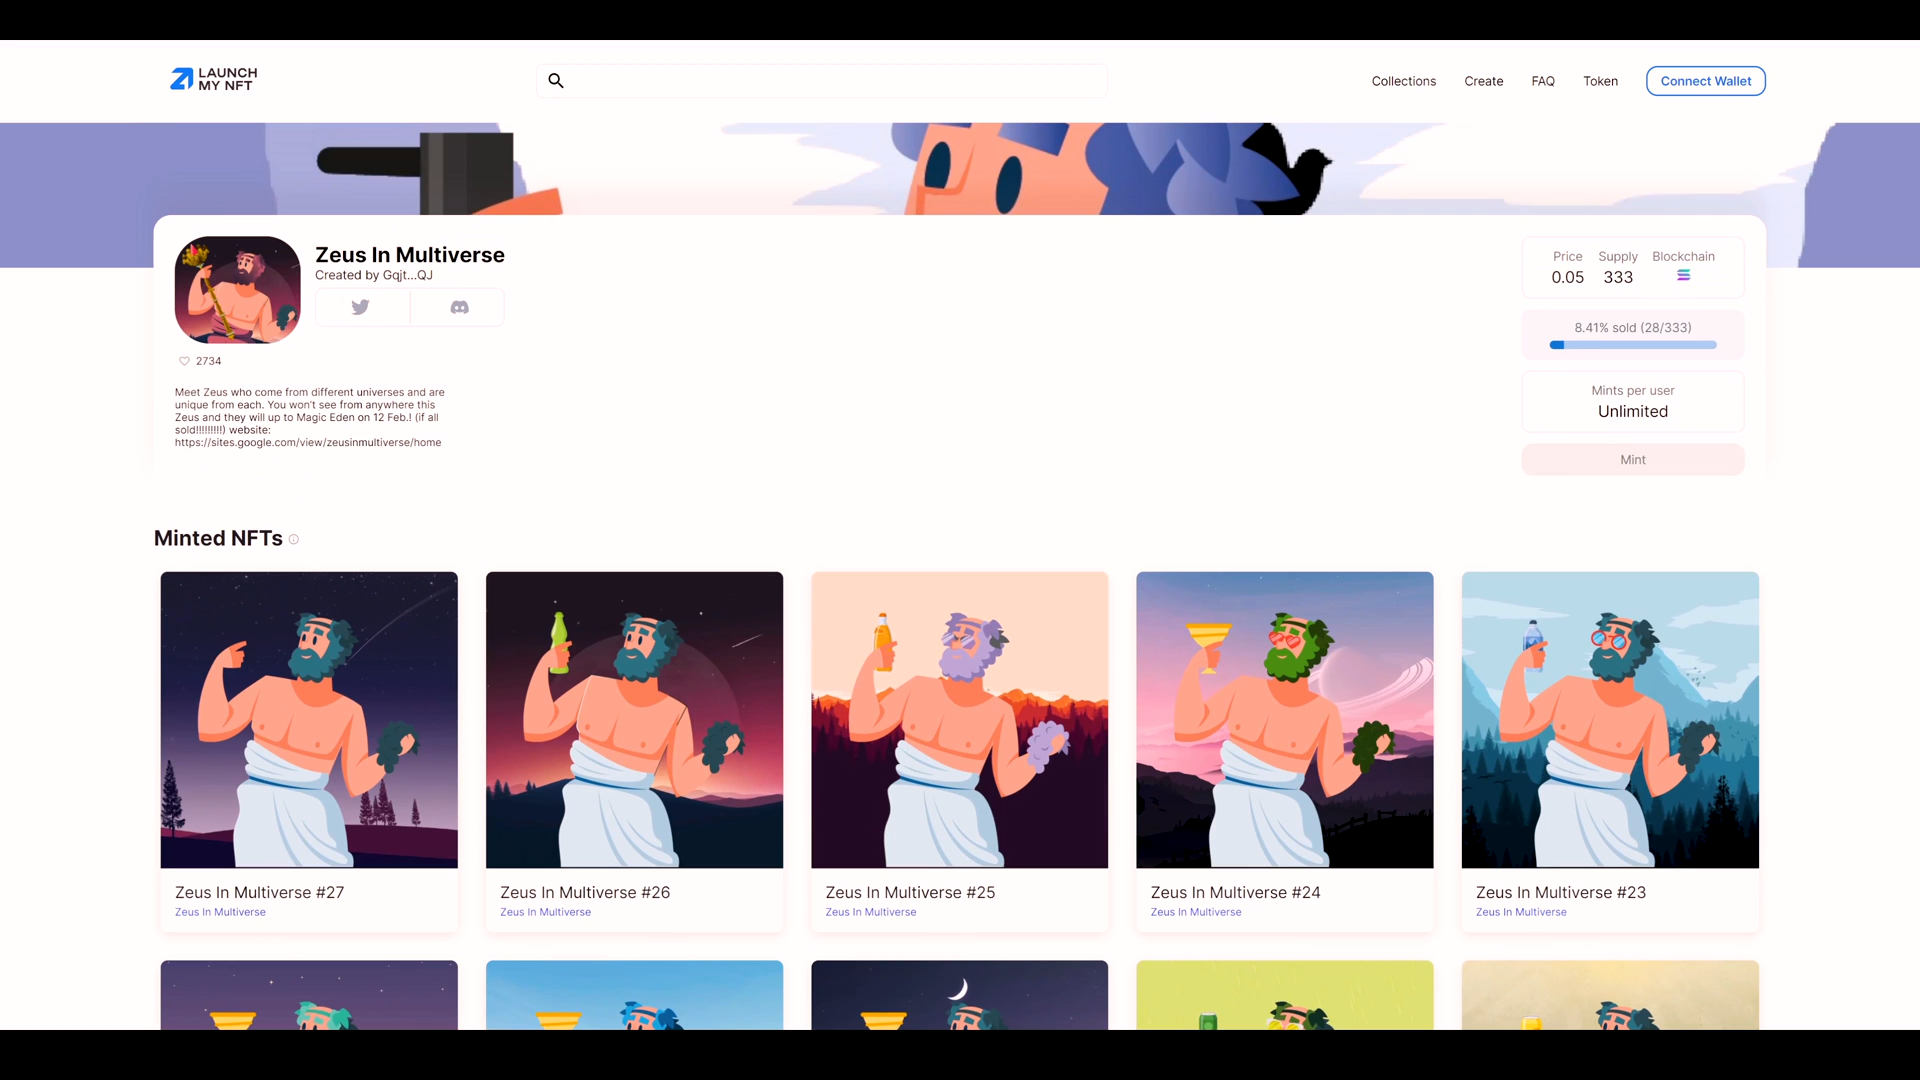 LAUNCH
MY NFT
Collections
Create
FAQ
Token
Connect Wallet
Zeus In Multiverse
Created by Gqjt...QJ
2734
Meet Zeus who come from different universes and are
unique from each. You won't see from anywhere this
Zeus and they will up to Magic Eden on 12 Feb.! (if all
sold!!!!!!!!!) website:
https://sites.google.com/view/zeusinmultiverse/home
Price Supply Blockchain
0.05 333
8.41% sold (28/333)
Mints per user
Unlimited
Mint
Minted NFTs
Zeus In Multiverse #27
Zeus In Multiverse
Zeus In Multiverse #26
Zeus In Multiverse
Zeus In Multiverse #25
Zeus In Multiverse
Zeus In Multiverse #24
Zeus In Multiverse
Zeus In Multiverse #23
Zeus In Multiverse